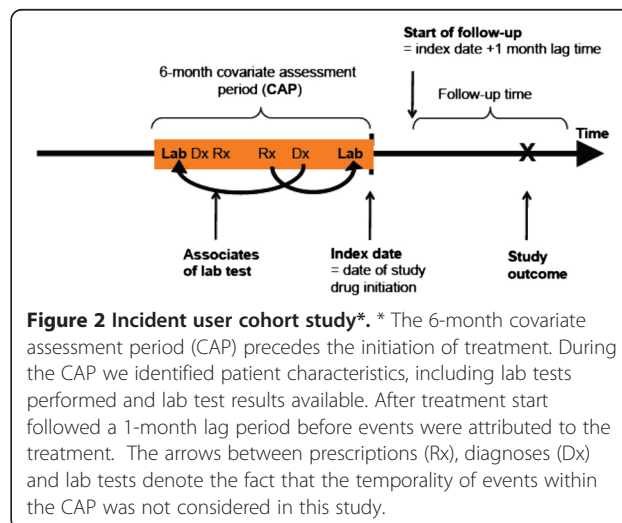 Start of follow-up
= index date +1 month lag time
6-month covariate assessment
period (CAP)
Follow-up time
Time
Lab Dx Rx Rx Dx Lab
X
Associates
of lab test
Index date
= date of study
drug initiation
Study
outcome
Figure 2 Incident user cohort study*. * The 6-month covariate
assessment period (CAP) precedes the initiation of treatment. During
the CAP we identified patient characteristics, including lab tests
performed and lab test results available. After treatment start
followed a 1-month lag period before events were attributed to the
treatment. The arrows between prescriptions (Rx), diagnoses (Dx)
and lab tests denote the fact that the temporality of events within
the CAP was not considered in this study.